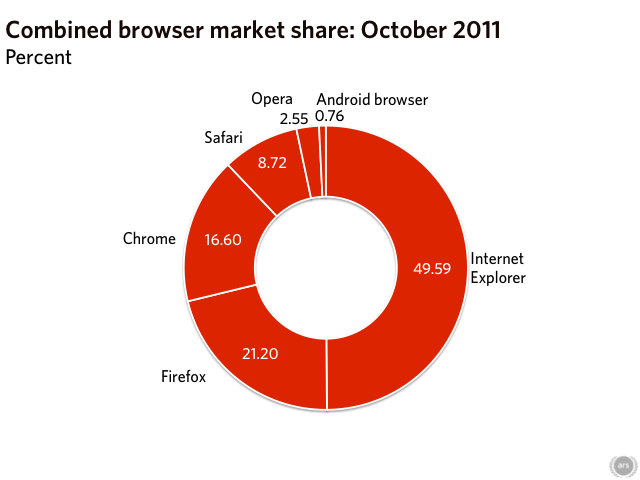 Combined browser market share: October 2011
Percent
Opera
Android browser
2.55
0.76
Safari
8.72
Chrome
16.60
49.59
Internet
Explorer
21.20
Firefox
ars